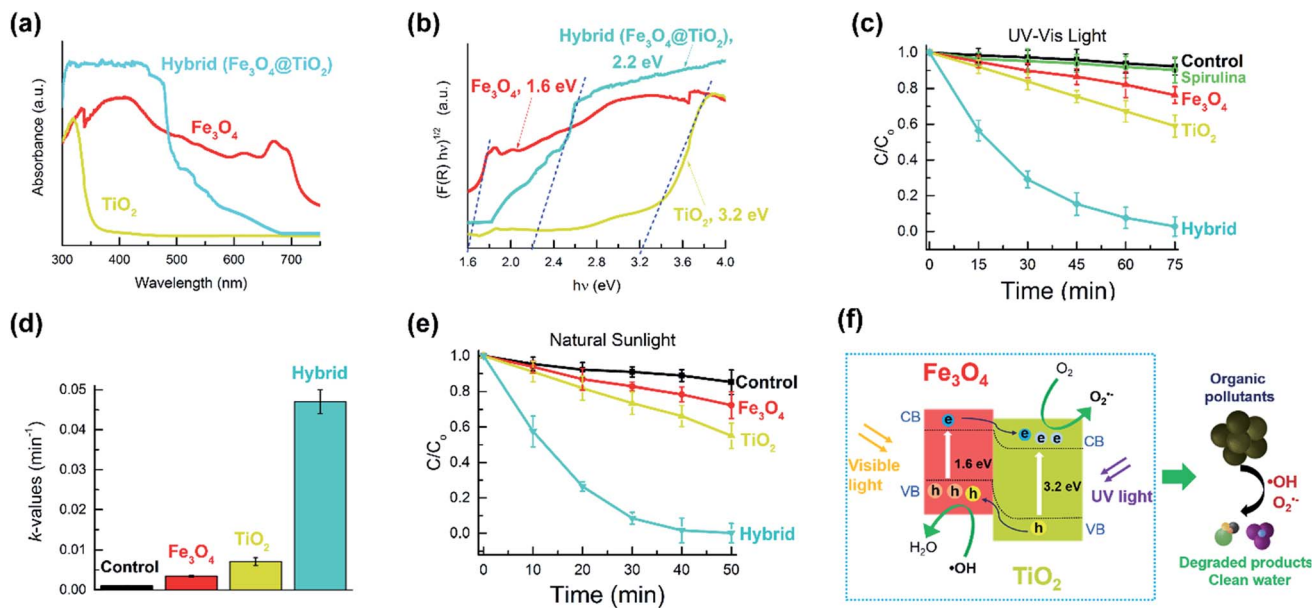 (a)
Hybrid (Fe₃O₄@TiO₂)
Fe₃O₄
TiO₂
Absorbance (a.u.)
300 400 500 600 700
Wavelength (nm)
(b)
Hybrid (Fe₃O₄@TiO₂),
2.2 eV
Fe₃O₄, 1.6 eV
TiO₂, 3.2 eV
(F(R) hν)¹/² (a.u.)
1.6 2.0 2.4 2.8 3.2 3.6 4.0
hν (eV)
(c)
UV-Vis Light
Control
Spirulina
Fe₃O₄
TiO₂
Hybrid
C/Cₒ
1.0
0.8
0.6
0.4
0.2
0.0
0 15 30 45 60 75
Time (min)
(d)
Hybrid
TiO₂
Fe₃O₄
Control
k-values (min⁻¹)
0.05
0.04
0.03
0.02
0.01
0.005
0.00
(e)
Natural Sunlight
Control
Fe₃O₄
TiO₂
Hybrid
C/Cₒ
1.0
0.8
0.6
0.4
0.2
0.0
0 10 20 30 40 50
Time (min)
(f)
Fe₃O₄
O₂
O₂•-
CB
e
e e e
CB
Visible
light
1.6 eV
3.2 eV
UV light
VB
h h h
h
VB
H₂O
•OH
TiO₂
Organic
pollutants
•OH
O₂•-
Degraded products
Clean water